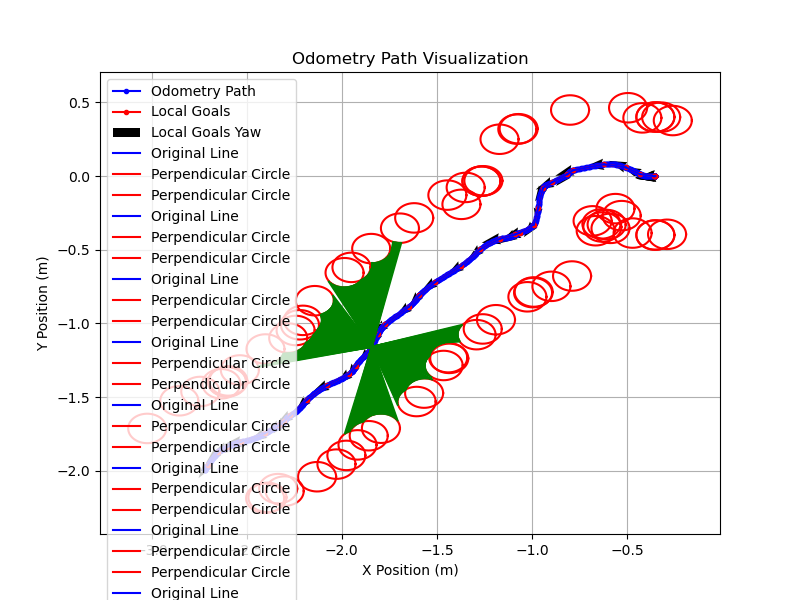 Odometry Path Visualization
Y Position (m)
0.5
0.0
−0.5
−1.0
−1.5
−2.0
Odometry Path
Local Goals
Local Goals Yaw
Original Line
Perpendicular Circle
Perpendicular Circle
Original Line
Perpendicular Circle
Perpendicular Circle
Original Line
Perpendicular Circle
Perpendicular Circle
Original Line
Perpendicular Circle
Perpendicular Circle
Original Line
Perpendicular Circle
Perpendicular Circle
Original Line
Perpendicular Circle
Perpendicular Circle
Original Line
Perpendicular Circle
Perpendicular Circle
Original Line
−2.0
−1.5
−1.0
−0.5
X Position (m)